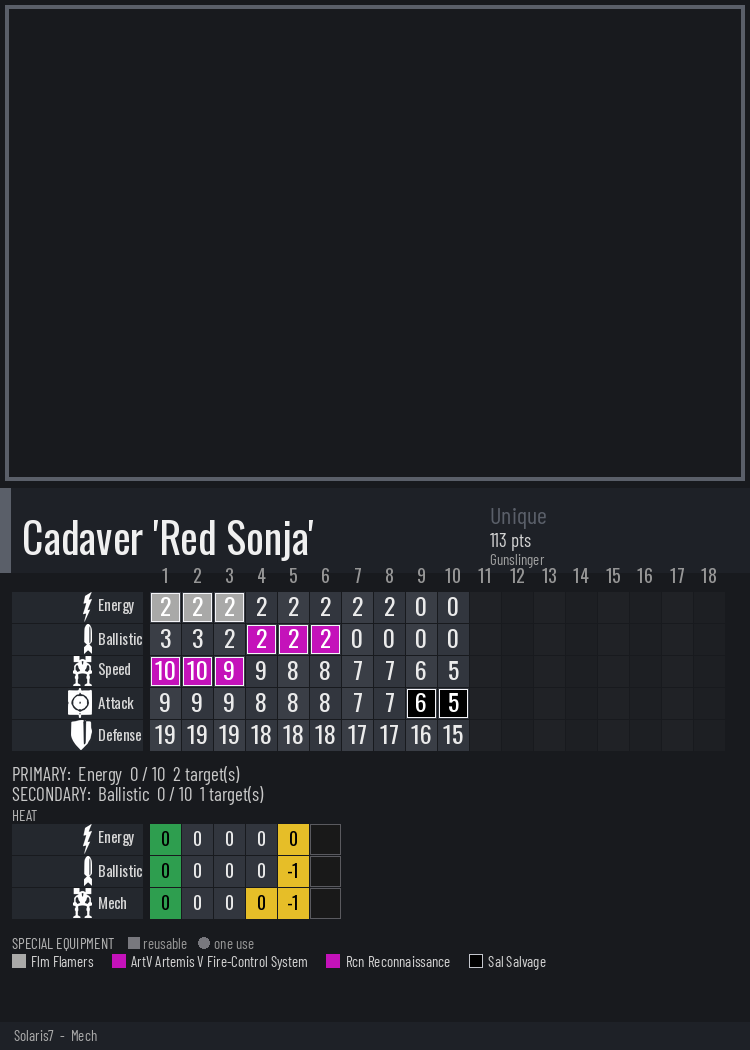 Cadaver 'Red Sonja'
Unique
113 pts
Gunslinger
1 2 3 4 5 6 7 8 9 10 11 12 13 14 15 16 17 18
Energy 2 2 2 2 2 2 2 2 0 0
Ballistic 3 3 2 2 2 2 0 0 0 0
Speed 10 10 9 9 8 8 7 7 6 5
Attack 9 9 9 8 8 8 7 7 6 5
Defense 19 19 19 18 18 18 17 17 16 15
PRIMARY: Energy 0 / 10 2 target(s)
SECONDARY: Ballistic 0 / 10 1 target(s)
HEAT
Energy 0 0 0 0 0
Ballistic 0 0 0 0 -1
Mech 0 0 0 0 -1
SPECIAL EQUIPMENT reusable one use
Flm Flamers ArtV Artemis V Fire-Control System Rcn Reconnaissance Sal Salvage
Solaris7 - Mech